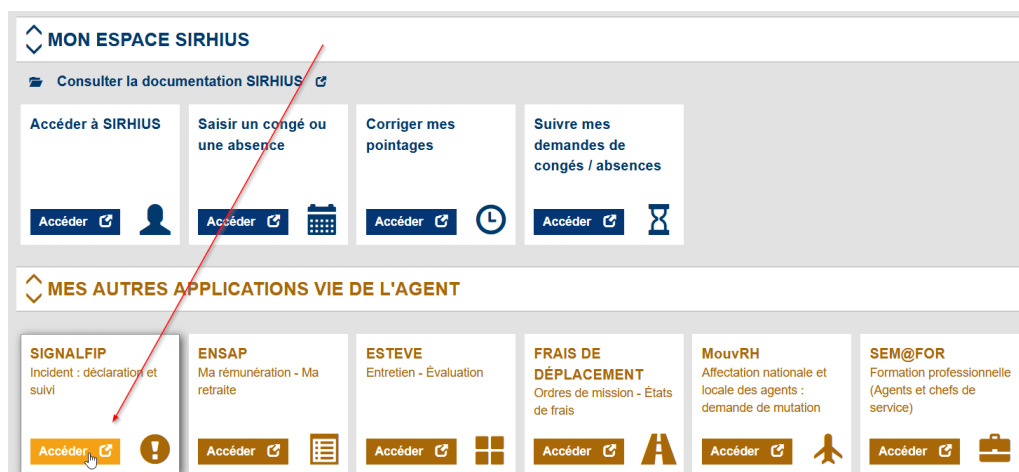 MON ESPACE SIRHIUS
Consulter la documentation SIRHIUS
Accéder à SIRHIUS
Accéder
Saisir un congé ou
une absence
Accéder
Corriger mes
pointages
Accéder
Suivre mes
demandes de
congés / absences
Accéder
MES AUTRES APPLICATIONS VIE DE L'AGENT
SIGNALFIP
Incident : déclaration et
suivi
Accéder
ENSAP
Ma rémunération - Ma
retraite
Accéder
ESTEVE
Entretien - Évaluation
Accéder
FRAIS DE
DÉPLACEMENT
Ordres de mission - États
de frais
Accéder
MouvRH
Affectation nationale et
locale des agents :
demande de mutation
Accéder
SEM@FOR
Formation professionnelle
(Agents et chefs de
service)
Accéder